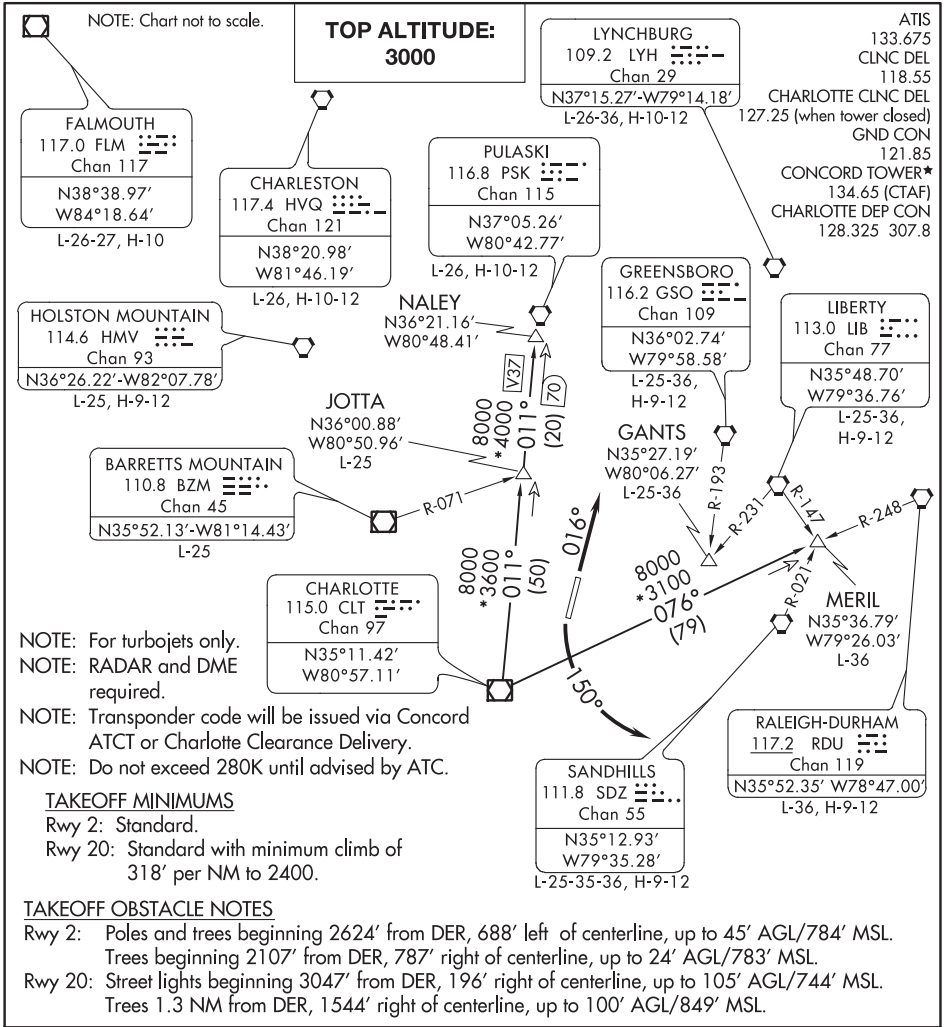 NOTE: Chart not to scale.
TOP ALTITUDE:
3000
ATIS
133.675
CLNC DEL
118.55
CHARLOTTE CLNC DEL
127.25 (when tower closed)
GND CON
121.85
CONCORD TOWER★
134.65 (CTAF)
CHARLOTTE DEP CON
128.325 307.8
LYNCHBURG
109.2 LYH
Chan 29
N37°15.27′-W79°14.18′
L-26-36, H-10-12
FALMOUTH
117.0 FLM
Chan 117
N38°38.97′
W84°18.64′
L-26-27, H-10
CHARLESTON
117.4 HVQ
Chan 121
N38°20.98′
W81°46.19′
L-26, H-10-12
PULASKI
116.8 PSK
Chan 115
N37°05.26′
W80°42.77′
L-26, H-10-12
GREENSBORO
116.2 GSO
Chan 109
N36°02.74′
W79°58.58′
L-25-36,
H-9-12
LIBERTY
113.0 LIB
Chan 77
N35°48.70′
W79°36.76′
L-25-36,
H-9-12
HOLSTON MOUNTAIN
114.6 HMV
Chan 93
N36°26.22′-W82°07.78′
L-25, H-9-12
NALEY
N36°21.16′
W80°48.41′
V37
70
8000
*4000
011°
(20)
JOTTA
N36°00.88′
W80°50.96′
L-25
GANTS
N35°27.19′
W80°06.27′
L-25-36
BARRETTS MOUNTAIN
110.8 BZM
Chan 45
N35°52.13′-W81°14.43′
L-25
R-071
R-193
R-231
R-147
R-248
R-021
016°
8000
*3600
011°
(50)
8000
*3100
076°
(79)
MERIL
N35°36.79′
W79°26.03′
L-36
CHARLOTTE
115.0 CLT
Chan 97
N35°11.42′
W80°57.11′
150°
SANDHILLS
111.8 SDZ
Chan 55
N35°12.93′
W79°35.28′
L-25-35-36, H-9-12
RALEIGH-DURHAM
117.2 RDU
Chan 119
N35°52.35′ W78°47.00′
L-36, H-9-12
NOTE: For turbojets only.
NOTE: RADAR and DME
required.
NOTE: Transponder code will be issued via Concord
ATCT or Charlotte Clearance Delivery.
NOTE: Do not exceed 280K until advised by ATC.
TAKEOFF MINIMUMS
Rwy 2: Standard.
Rwy 20: Standard with minimum climb of
318′ per NM to 2400.
TAKEOFF OBSTACLE NOTES
Rwy 2: Poles and trees beginning 2624′ from DER, 688′ left of centerline, up to 45′ AGL/784′ MSL.
Trees beginning 2107′ from DER, 787′ right of centerline, up to 24′ AGL/783′ MSL.
Rwy 20: Street lights beginning 3047′ from DER, 196′ right of centerline, up to 105′ AGL/744′ MSL.
Trees 1.3 NM from DER, 1544′ right of centerline, up to 100′ AGL/849′ MSL.